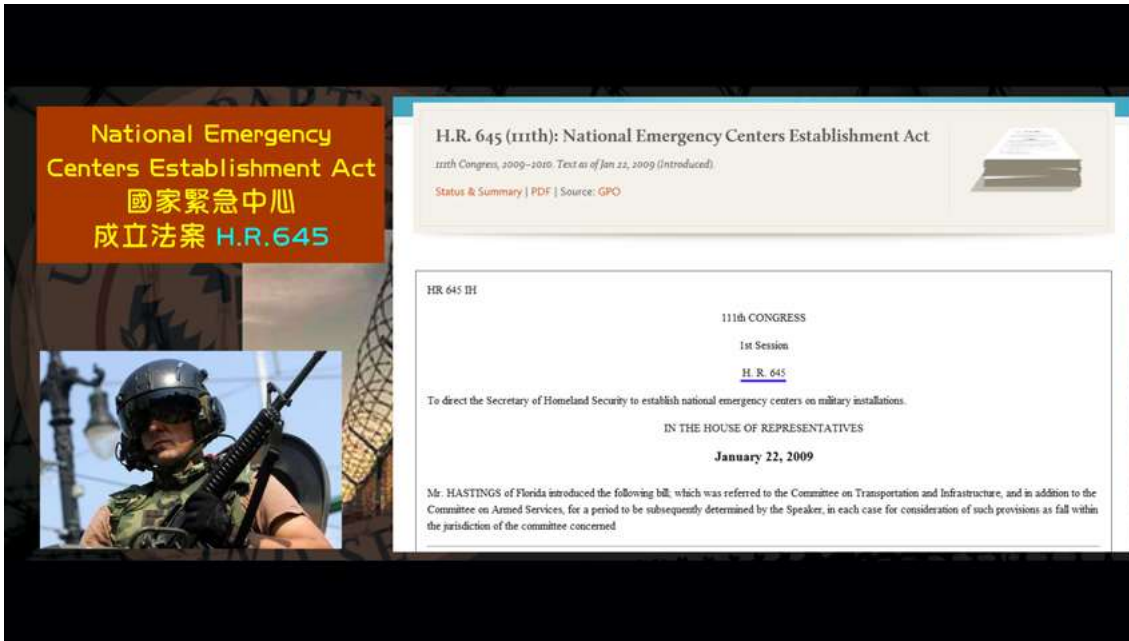 National Emergency
Centers Establishment Act
國家緊急中心
成立法案 H.R.645
H.R. 645 (111th): National Emergency Centers Establishment Act
111th Congress, 2009–2010. Text as of Jan 22, 2009 (Introduced).
Status & Summary | PDF | Source: GPO
HR 645 IH
111th CONGRESS
1st Session
H. R. 645
To direct the Secretary of Homeland Security to establish national emergency centers on military installations.
IN THE HOUSE OF REPRESENTATIVES
January 22, 2009
Mr. HASTINGS of Florida introduced the following bill; which was referred to the Committee on Transportation and Infrastructure, and in addition to the
Committee on Armed Services, for a period to be subsequently determined by the Speaker, in each case for consideration of such provisions as fall within
the jurisdiction of the committee concerned